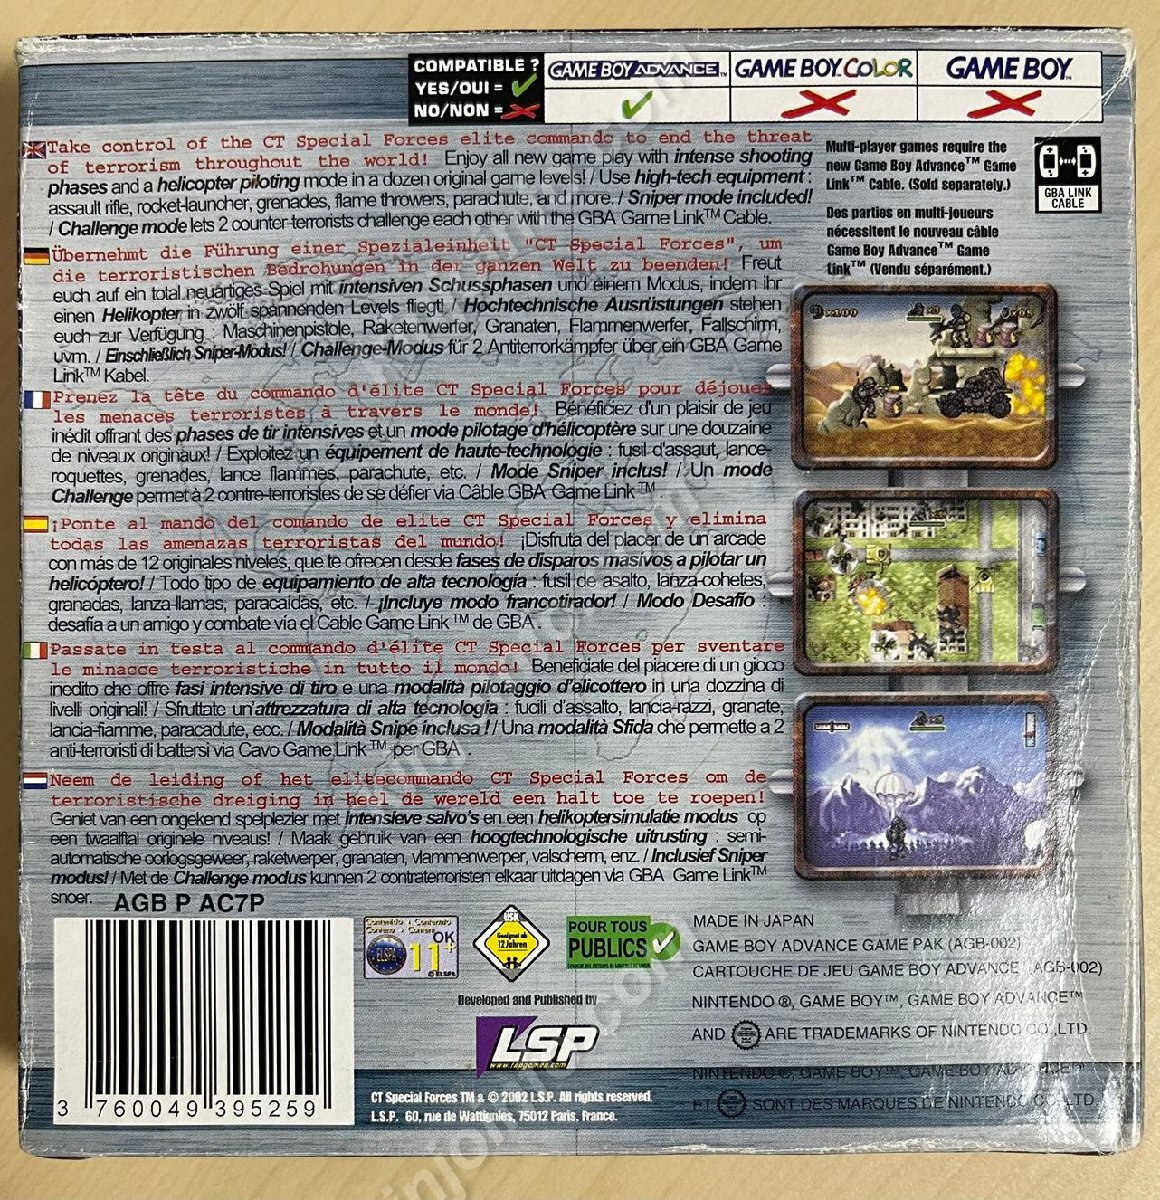 COMPATIBLE ?
YES/OUI =
NO/NON =
GAME BOY ADVANCE™
GAME BOY COLOR
GAME BOY™
Take control of the CT Special Forces elite commando to end the threat
of terrorism throughout the world! Enjoy all new game play with intense shooting
phases and a helicopter piloting mode in a dozen original game levels! / Use high-tech equipment :
assault rifle, rocket-launcher, grenades, flame throwers, parachute, and more. / Sniper mode included!
/ Challenge mode lets 2 counter-terrorists challenge each other with the GBA Game Link™ Cable.
Übernehmt die Führung einer Spezialeinheit "CT Special Forces", um
die terroristischen Bedrohungen in der ganzen Welt zu beenden! Freut
euch auf ein total neuartiges Spiel mit intensiven Schussphasen und einem Modus, indem ihr
einen Helikopter in zwölf spannenden Levels fliegt! / Hochtechnische Ausrüstungen stehen
euch zur Verfügung : Maschinenpistole, Raketenwerfer, Granaten, Flammenwerfer, Fallschirm,
uvm. / Einschließlich Sniper-Modus! / Challenge-Modus für 2 Antiterrorkämpfer über ein GBA Game
Link™ Kabel.
Prenez la tête du commando d'élite CT Special Forces pour déjouer
les menaces terroristes à travers le monde! Bénéficiez d'un plaisir de jeu
inédit offrant des phases de tir intensives et un mode pilotage d'hélicoptère sur une douzaine
de niveaux originaux! / Exploitez un équipement de haute-technologie : fusil d'assaut, lance-
roquettes, grenades, lance flammes, parachute, etc. / Mode Sniper inclus! / Un mode
Challenge permet à 2 contre-terroristes de se défier via Câble GBA Game Link™.
¡Ponte al mando del comando de elite CT Special Forces y elimina
todas las amenazas terroristas del mundo! ¡Disfruta del placer de un arcade
con más de 12 originales niveles, que te ofrecen desde fases de disparos masivos a pilotar un
helicóptero! / Todo tipo de equipamiento de alta tecnología : fusil de asalto, lanza-cohetes,
granadas, lanza-llamas, paracaídas, etc. / ¡Incluye modo francotirador! / Modo Desafío :
desafía a un amigo y combate via el Cable Game Link™ de GBA.
Passate in testa al commando d'élite CT Special Forces per sventare
le minacce terroristiche in tutto il mondo! Beneficiate del piacere di un gioco
inedito che offre fasi intensive di tiro e una modalità pilotaggio d'elicottero in una dozzina di
livelli originali! / Sfruttate un'attrezzatura di alta tecnologia : fucili d'assalto, lancia-razzi, granate,
lancia-fiamme, paracadute, ecc. / Modalità Snipe inclusa ! / Una modalità Sfida che permette a 2
anti-terroristi di battersi via Cavo Game Link™ per GBA .
Neem de leiding of het elitecommando CT Special Forces om de
terroristische dreiging in heel de wereld een halt toe te roepen!
Geniet van een ongekend spelplezier met intensieve salvo's en een helikoptersimulatie modus op
een twaalftal originele niveaus! / Maak gebruik van een hoogtechnologische uitrusting : semi-
automatische oorlogsgeweer, raketwerper, granaten, vlammenwerper, valscherm, enz. / Inclusief Sniper
modus! / Met de Challenge modus kunnen 2 contraterroristen elkaar uitdagen via GBA Game Link™
snoer.
Multi-player games require the
new Game Boy Advance™ Game
Link™ Cable. (Sold separately.)
Des parties en multi-joueurs
nécessitent le nouveau câble
Game Boy Advance™ Game
Link™ (Vendu séparément.)
GBA LINK
CABLE
AGB P AC7P
3 760049 395259
Contenido · Contenuto
OK
11+
ELSPA
© ELSPA
USK
Geeignet ab
12 Jahren
POUR TOUS
PUBLICS
Developed and Published by
LSP
www.lspgames.com
CT Special Forces TM & © 2002 L.S.P. All rights reserved.
L.S.P. 60, rue de Wattignies, 75012 Paris, France.
MADE IN JAPAN
GAME BOY ADVANCE GAME PAK (AGB-002)
CARTOUCHE DE JEU GAME BOY ADVANCE (AGB-002)
NINTENDO ®, GAME BOY™, GAME BOY ADVANCE™
AND ARE TRADEMARKS OF NINTENDO CO.,LTD.
NINTENDO ®, GAME BOY™, GAME BOY ADVANCE™
ET SONT DES MARQUES DE NINTENDO CO.,LTD.